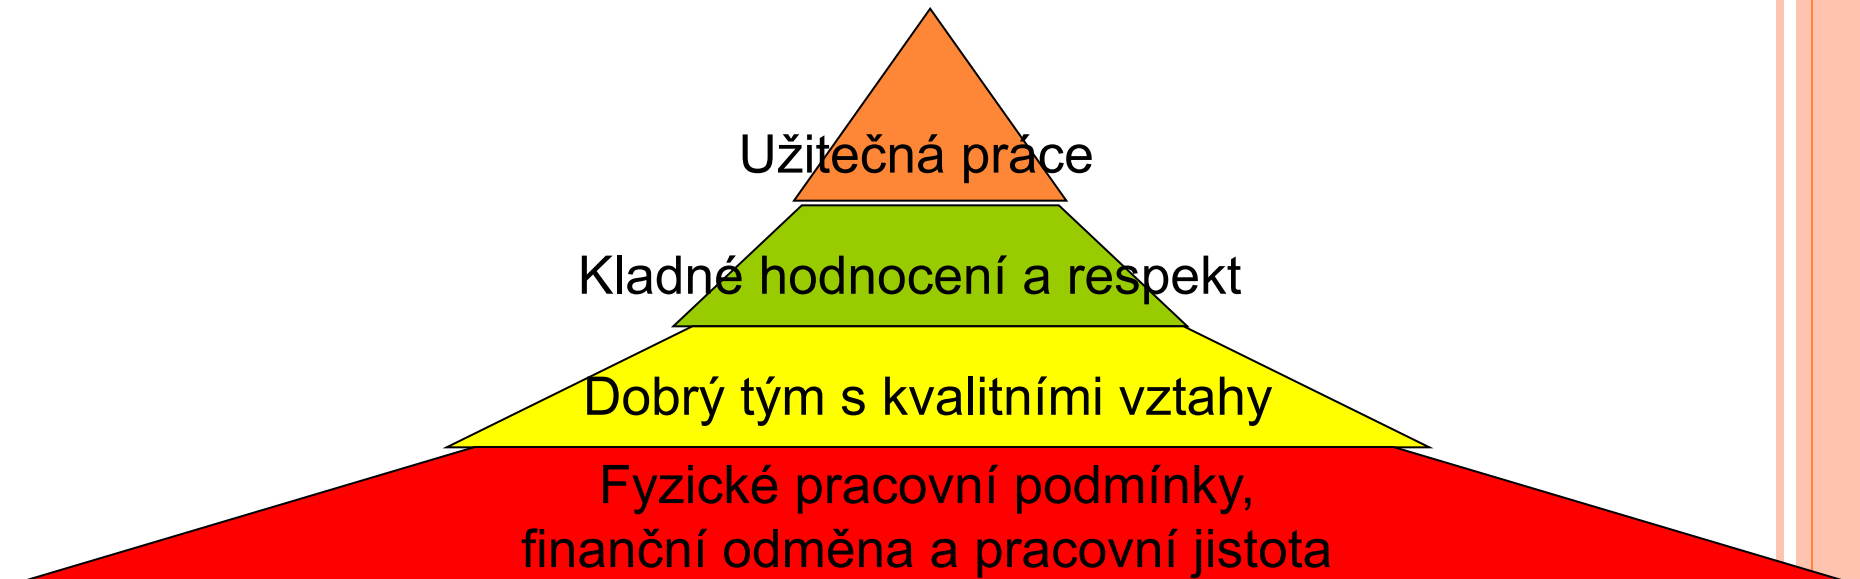 Užitečná práce
Kladné hodnocení a respekt
Dobrý tým s kvalitními vztahy
Fyzické pracovní podmínky,
finanční odměna a pracovní jistota